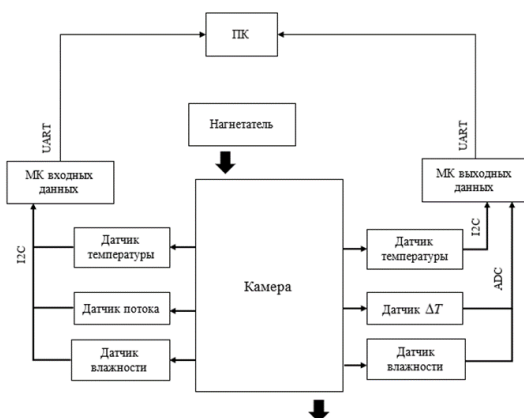 ПК
UART
UART
Нагнетатель
МК входных
данных
МК выходных
данных
I2C
Датчик
температуры
Датчик потока
Датчик
влажности
Камера
Датчик
температуры
I2C
Датчик ΔT
ADC
Датчик
влажности